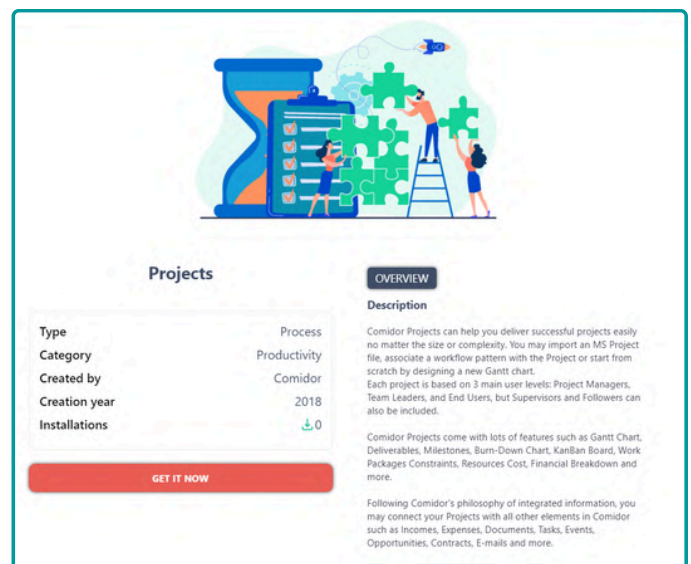 Projects
Type Process
Category Productivity
Created by Comidor
Creation year 2018
Installations 0
GET IT NOW
OVERVIEW
Description
Comidor Projects can help you deliver successful projects easily
no matter the size or complexity. You may import an MS Project
file, associate a workflow pattern with the Project or start from
scratch by designing a new Gantt chart.
Each project is based on 3 main user levels: Project Managers,
Team Leaders, and End Users, but Supervisors and Followers can
also be included.
Comidor Projects come with lots of features such as Gantt Chart,
Deliverables, Milestones, Burn-Down Chart, KanBan Board, Work
Packages Constraints, Resources Cost, Financial Breakdown and
more.
Following Comidor's philosophy of integrated information, you
may connect your Projects with all other elements in Comidor
such as Incomes, Expenses, Documents, Tasks, Events,
Opportunities, Contracts, E-mails and more.